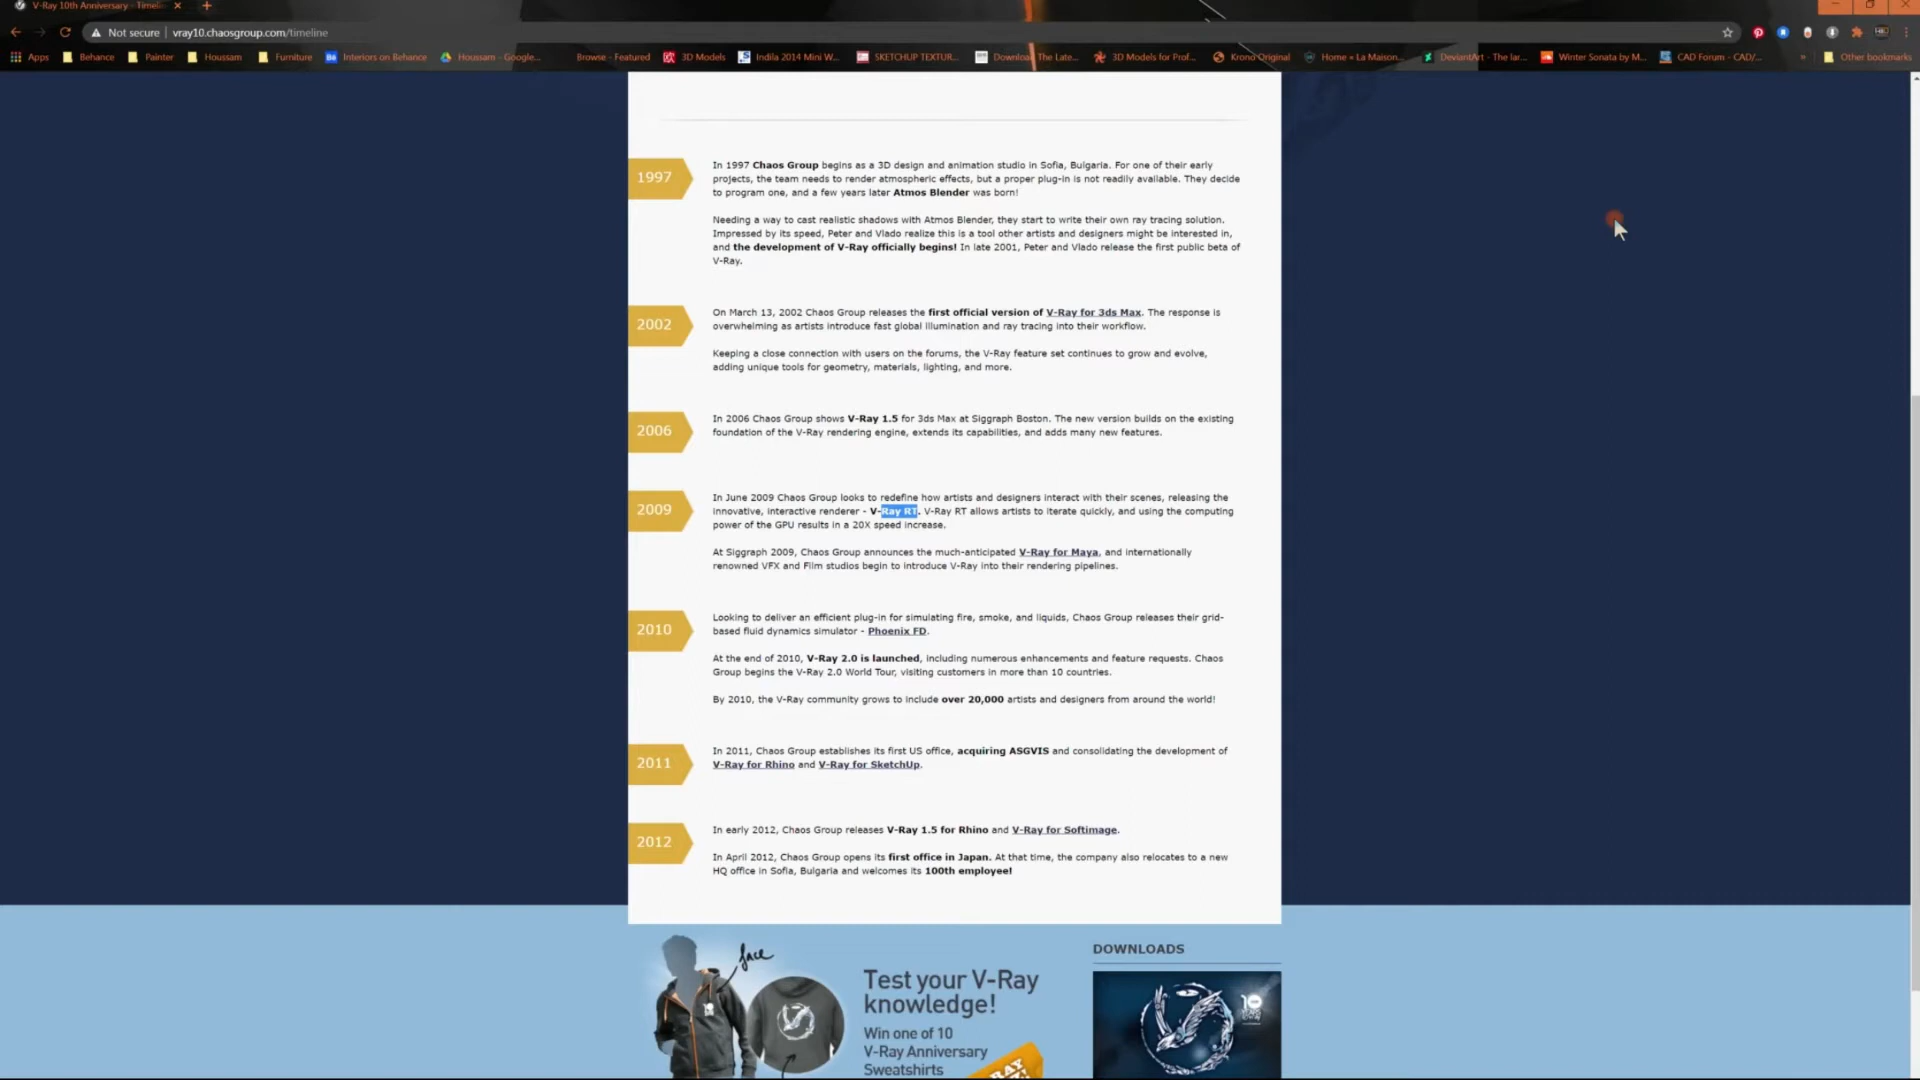 V-Ray 10th Anniversary - Timeli
Not secure | vray10.chaosgroup.com/timeline
Apps Behance Painter Houssam Furniture Interiors on Behance Houssam - Google... Browse - Featured 3D Models Indila 2014 Mini W... SKETCHUP TEXTUR... Download The Late... 3D Models for Prof... Krono Original Home « La Maison... DeviantArt - The lar... Winter Sonata by M... CAD Forum - CAD/... » Other bookmarks
1997
In 1997 Chaos Group begins as a 3D design and animation studio in Sofia, Bulgaria. For one of their early
projects, the team needs to render atmospheric effects, but a proper plug-in is not readily available. They decide
to program one, and a few years later Atmos Blender was born!
Needing a way to cast realistic shadows with Atmos Blender, they start to write their own ray tracing solution.
Impressed by its speed, Peter and Vlado realize this is a tool other artists and designers might be interested in,
and the development of V-Ray officially begins! In late 2001, Peter and Vlado release the first public beta of
V-Ray.
2002
On March 13, 2002 Chaos Group releases the first official version of V-Ray for 3ds Max. The response is
overwhelming as artists introduce fast global illumination and ray tracing into their workflow.
Keeping a close connection with users on the forums, the V-Ray feature set continues to grow and evolve,
adding unique tools for geometry, materials, lighting, and more.
2006
In 2006 Chaos Group shows V-Ray 1.5 for 3ds Max at Siggraph Boston. The new version builds on the existing
foundation of the V-Ray rendering engine, extends its capabilities, and adds many new features.
2009
In June 2009 Chaos Group looks to redefine how artists and designers interact with their scenes, releasing the
innovative, interactive renderer - V-Ray RT. V-Ray RT allows artists to iterate quickly, and using the computing
power of the GPU results in a 20X speed increase.
At Siggraph 2009, Chaos Group announces the much-anticipated V-Ray for Maya, and internationally
renowned VFX and Film studios begin to introduce V-Ray into their rendering pipelines.
2010
Looking to deliver an efficient plug-in for simulating fire, smoke, and liquids, Chaos Group releases their grid-
based fluid dynamics simulator - Phoenix FD.
At the end of 2010, V-Ray 2.0 is launched, including numerous enhancements and feature requests. Chaos
Group begins the V-Ray 2.0 World Tour, visiting customers in more than 10 countries.
By 2010, the V-Ray community grows to include over 20,000 artists and designers from around the world!
2011
In 2011, Chaos Group establishes its first US office, acquiring ASGVIS and consolidating the development of
V-Ray for Rhino and V-Ray for SketchUp.
2012
In early 2012, Chaos Group releases V-Ray 1.5 for Rhino and V-Ray for Softimage.
In April 2012, Chaos Group opens its first office in Japan. At that time, the company also relocates to a new
HQ office in Sofia, Bulgaria and welcomes its 100th employee!
face
Test your V-Ray
knowledge!
Win one of 10
V-Ray Anniversary
Sweatshirts
DOWNLOADS